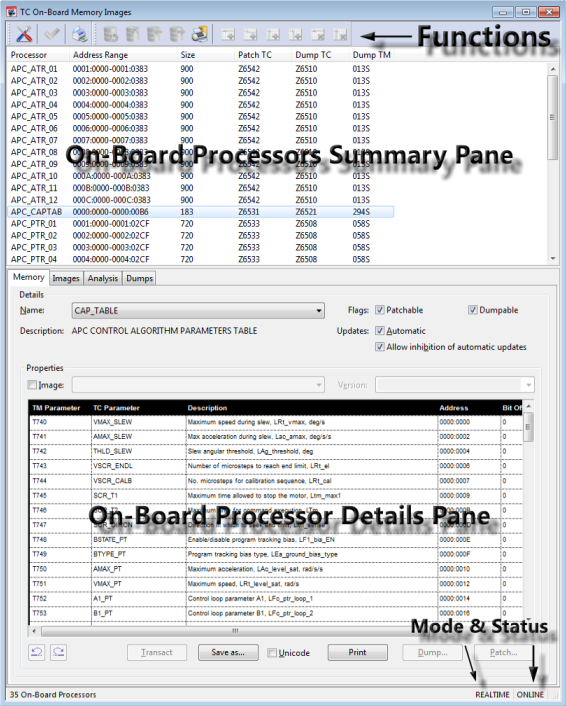 TC On-Board Memory Images
Functions
Processor Address Range Size Patch TC Dump TC Dump TM
APC_ATR_01 0001:0000-0001:0383 900 Z6542 Z6510 013S
APC_ATR_02 0002:0000-0002:0383 900 Z6542 Z6510 013S
APC_ATR_03 0003:0000-0003:0383 900 Z6542 Z6510 013S
APC_ATR_04 0004:0000-0004:0383 900 Z6542 Z6510 013S
APC_ATR_05 0005:0000-0005:0383 900 Z6542 Z6510 013S
APC_ATR_06 0006:0000-0006:0383 900 Z6542 Z6510 013S
APC_ATR_07 0007:0000-0007:0383 900 Z6542 Z6510 013S
APC_ATR_08 0008:0000-0008:0383 900 Z6542 Z6510 013S
On-Board Processors Summary Pane
APC_ATR_09 0009:0000-0009:0383 900 Z6542 Z6510 013S
APC_ATR_10 000A:0000-000A:0383 900 Z6542 Z6510 013S
APC_ATR_11 000B:0000-000B:0383 900 Z6542 Z6510 013S
APC_ATR_12 000C:0000-000C:0383 900 Z6542 Z6510 013S
APC_CAPTAB 0000:0000-0000:00B6 183 Z6531 Z6521 294S
APC_PTR_01 0001:0000-0001:02CF 720 Z6533 Z6508 058S
APC_PTR_02 0002:0000-0002:02CF 720 Z6533 Z6508 058S
APC_PTR_03 0003:0000-0003:02CF 720 Z6533 Z6508 058S
APC_PTR_04 0004:0000-0004:02CF 720 Z6533 Z6508 058S
Memory Images Analysis Dumps
Details
Name: CAP_TABLE Flags: Patchable Dumpable
Description: APC CONTROL ALGORITHM PARAMETERS TABLE Updates: Automatic
Allow inhibition of automatic updates
Properties
Image: Version:
TM Parameter TC Parameter Description Address Bit Of
T740 VMAX_SLEW Maximum speed during slew, LRt_vmax, deg/s 0000:0000 0
T741 AMAX_SLEW Max acceleration during slew, Lao_amax, deg/s/s 0000:0002 0
T742 THLD_SLEW Slew angular threshold, LAg_threshold, deg 0000:0004 0
T743 VSCR_ENDL Number of microsteps to reach end limit, LRt_el 0000:0006 0
T744 VSCR_CALB No. microsteps for calibration sequence, LRt_cal 0000:0007 0
T745 SCR_T1 Maximum time allowed to stop the motor, Ltm_max1 0000:0009 0
T746
On-Board Processor Details Pane
T747
T748 BSTATE_PT Enable/disable program tracking bias, LF1_bia_EN 0000:000E 0
T749 BTYPE_PT Program tracking bias type, LEa_ground_bias_type 0000:000F 0
T750 AMAX_PT Maximum acceleration, LAc_level_sat, rad/s/s 0000:0010 0
T751 VMAX_PT Maximum speed, LRt_level_sat, rad/s 0000:0012 0
T752 A1_PT Control loop parameter A1, LFc_ptr_loop_1 0000:0014 0
T753 B1_PT Control loop parameter B1, LFc_ptr_loop_2 0000:0016 0
Mode & Status
Transact Save as... Unicode Print Dump... Patch...
35 On-Board Processors REALTIME ONLINE